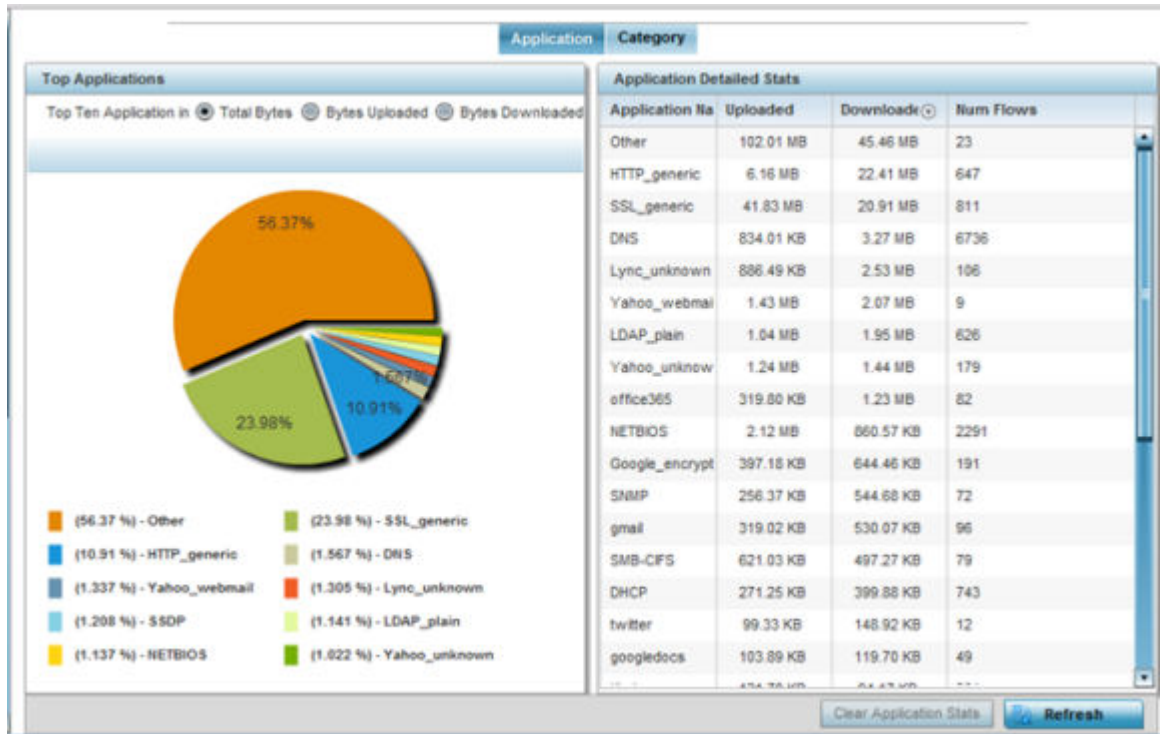 Application Category
Top Applications
Top Ten Application in Total Bytes Bytes Uploaded Bytes Downloaded
56.37%
23.98%
10.91%
1.567%
(56.37 %) - Other
(23.98 %) - SSL_generic
(10.91 %) - HTTP_generic
(1.567 %) - DNS
(1.337 %) - Yahoo_webmail
(1.305 %) - Lync_unknown
(1.208 %) - SSDP
(1.141 %) - LDAP_plain
(1.137 %) - NETBIOS
(1.022 %) - Yahoo_unknown
Application Detailed Stats
Application Na Uploaded Downloade Num Flows
Other 102.01 MB 45.46 MB 23
HTTP_generic 6.16 MB 22.41 MB 647
SSL_generic 41.83 MB 20.91 MB 811
DNS 834.01 KB 3.27 MB 6736
Lync_unknown 886.49 KB 2.53 MB 106
Yahoo_webmai 1.43 MB 2.07 MB 9
LDAP_plain 1.04 MB 1.95 MB 626
Yahoo_unknow 1.24 MB 1.44 MB 179
office365 319.80 KB 1.23 MB 82
NETBIOS 2.12 MB 860.57 KB 2291
Google_encrypt 397.18 KB 644.46 KB 191
SNMP 256.37 KB 544.68 KB 72
gmail 319.02 KB 530.07 KB 96
SMB-CIFS 621.03 KB 497.27 KB 79
DHCP 271.25 KB 399.88 KB 743
twitter 99.33 KB 148.92 KB 12
googledocs 103.89 KB 119.70 KB 49
Clear Application Stats Refresh